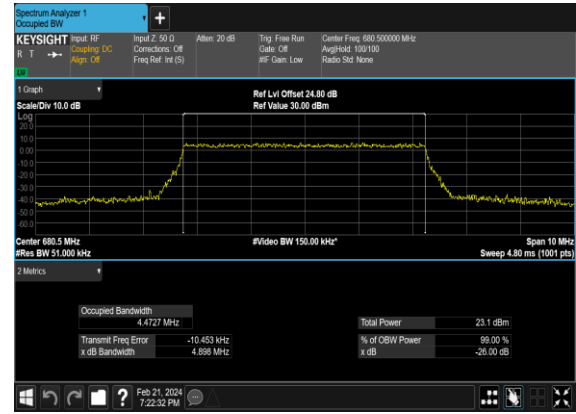 Spectrum Analyzer 1
Occupied BW
+
KEYSIGHT Input: RF Input Z: 50 Ω Atten: 20 dB Trig: Free Run Center Freq: 680.500000 MHz
R T Coupling: DC Corrections: Off Gate: Off Avg|Hold: 100/100
Align: Off Freq Ref: Int (S) #IF Gain: Low Radio Std: None
1 Graph Ref Lvl Offset 24.80 dB
Scale/Div 10.0 dB Ref Value 30.00 dBm
Log
20.0
10.0
0.00
-10.0
-20.0
-30.0
-40.0
-50.0
-60.0
Center 680.5 MHz #Video BW 150.00 kHz* Span 10 MHz
#Res BW 51.000 kHz Sweep 4.80 ms (1001 pts)
2 Metrics
Occupied Bandwidth
4.4727 MHz Total Power 23.1 dBm
Transmit Freq Error -10.453 kHz % of OBW Power 99.00 %
x dB Bandwidth 4.898 MHz x dB -26.00 dB
? Feb 21, 2024
7:22:32 PM